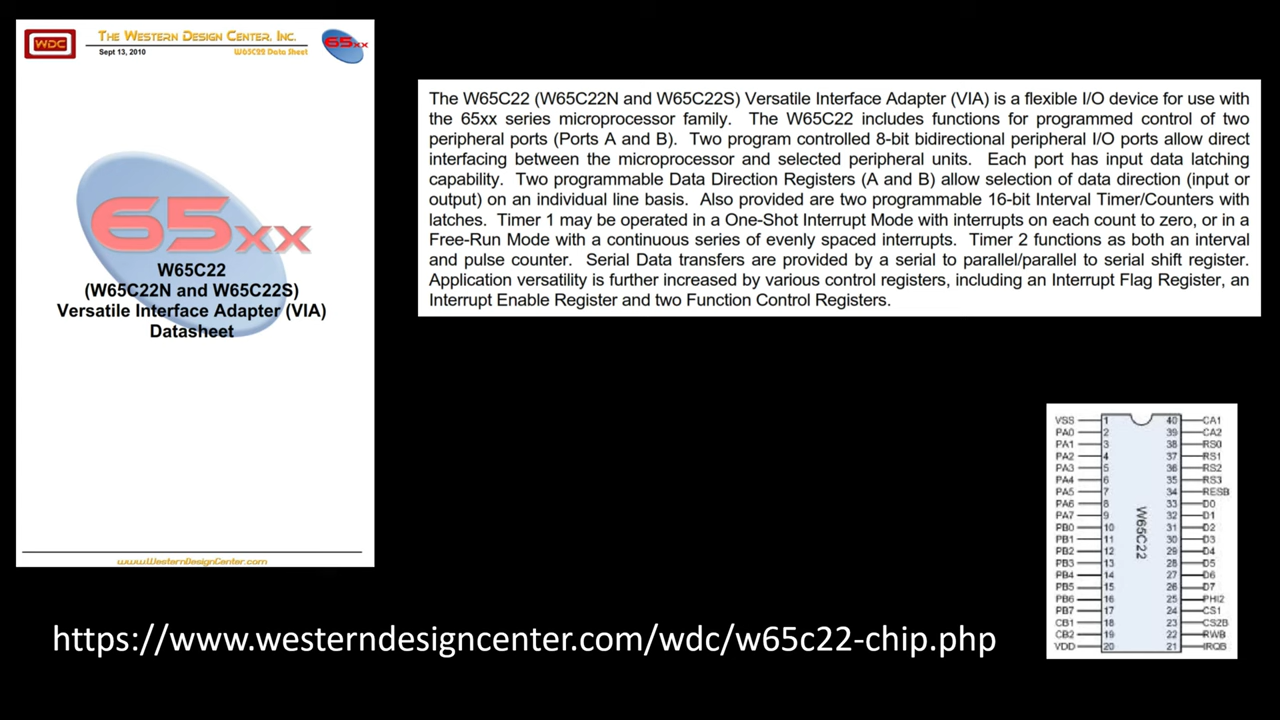 WDC
THE WESTERN DESIGN CENTER, INC.
Sept 13, 2010
W65C22 Data Sheet
65xx
65xx
W65C22
(W65C22N and W65C22S)
Versatile Interface Adapter (VIA)
Datasheet
www.WesternDesignCenter.com
The W65C22 (W65C22N and W65C22S) Versatile Interface Adapter (VIA) is a flexible I/O device for use with
the 65xx series microprocessor family. The W65C22 includes functions for programmed control of two
peripheral ports (Ports A and B). Two program controlled 8-bit bidirectional peripheral I/O ports allow direct
interfacing between the microprocessor and selected peripheral units. Each port has input data latching
capability. Two programmable Data Direction Registers (A and B) allow selection of data direction (input or
output) on an individual line basis. Also provided are two programmable 16-bit Interval Timer/Counters with
latches. Timer 1 may be operated in a One-Shot Interrupt Mode with interrupts on each count to zero, or in a
Free-Run Mode with a continuous series of evenly spaced interrupts. Timer 2 functions as both an interval
and pulse counter. Serial Data transfers are provided by a serial to parallel/parallel to serial shift register.
Application versatility is further increased by various control registers, including an Interrupt Flag Register, an
Interrupt Enable Register and two Function Control Registers.
VSS 1 40 CA1
PA0 2 39 CA2
PA1 3 38 RS0
PA2 4 37 RS1
PA3 5 36 RS2
PA4 6 35 RS3
PA5 7 34 RESB
PA6 8 33 D0
PA7 9 32 D1
PB0 10 31 D2
PB1 11 30 D3
PB2 12 29 D4
PB3 13 28 D5
PB4 14 27 D6
PB5 15 26 D7
PB6 16 25 PHI2
PB7 17 24 CS1
CB1 18 23 CS2B
CB2 19 22 RWB
VDD 20 21 IRQB
W65C22
https://www.westerndesigncenter.com/wdc/w65c22-chip.php